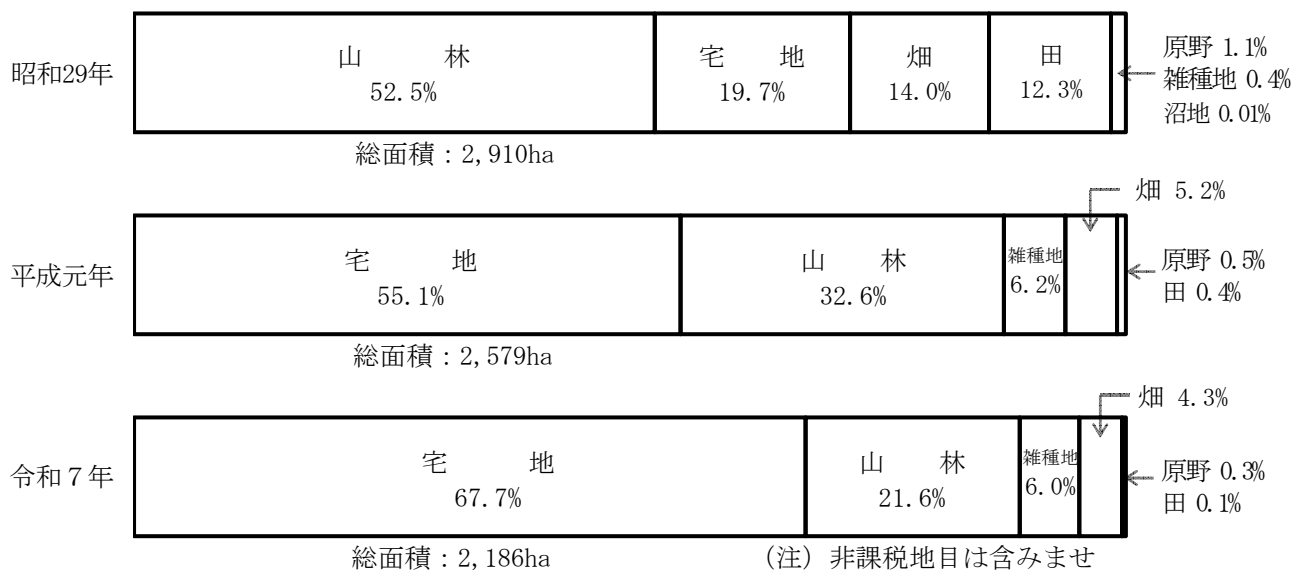 昭和29年
山林
52.5%
宅地
19.7%
畑
14.0%
田
12.3%
原野 1.1%
雑種地 0.4%
沼地 0.01%
総面積：2,910ha
平成元年
宅地
55.1%
山林
32.6%
雑種地
6.2%
畑 5.2%
原野 0.5%
田 0.4%
総面積：2,579ha
令和７年
宅地
67.7%
山林
21.6%
雑種地
6.0%
畑 4.3%
原野 0.3%
田 0.1%
総面積：2,186ha
（注）非課税地目は含みませ